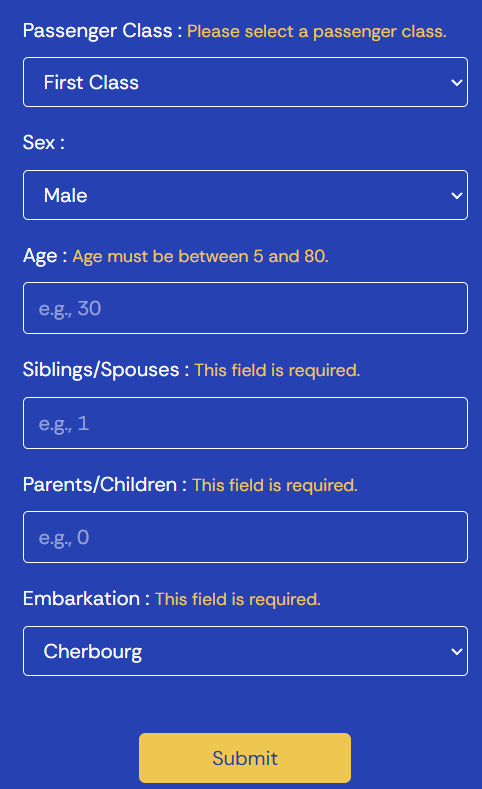 Passenger Class : Please select a passenger class.
First Class
Sex :
Male
Age : Age must be between 5 and 80.
e.g., 30
Siblings/Spouses : This field is required.
e.g., 1
Parents/Children : This field is required.
e.g., 0
Embarkation : This field is required.
Cherbourg
Submit